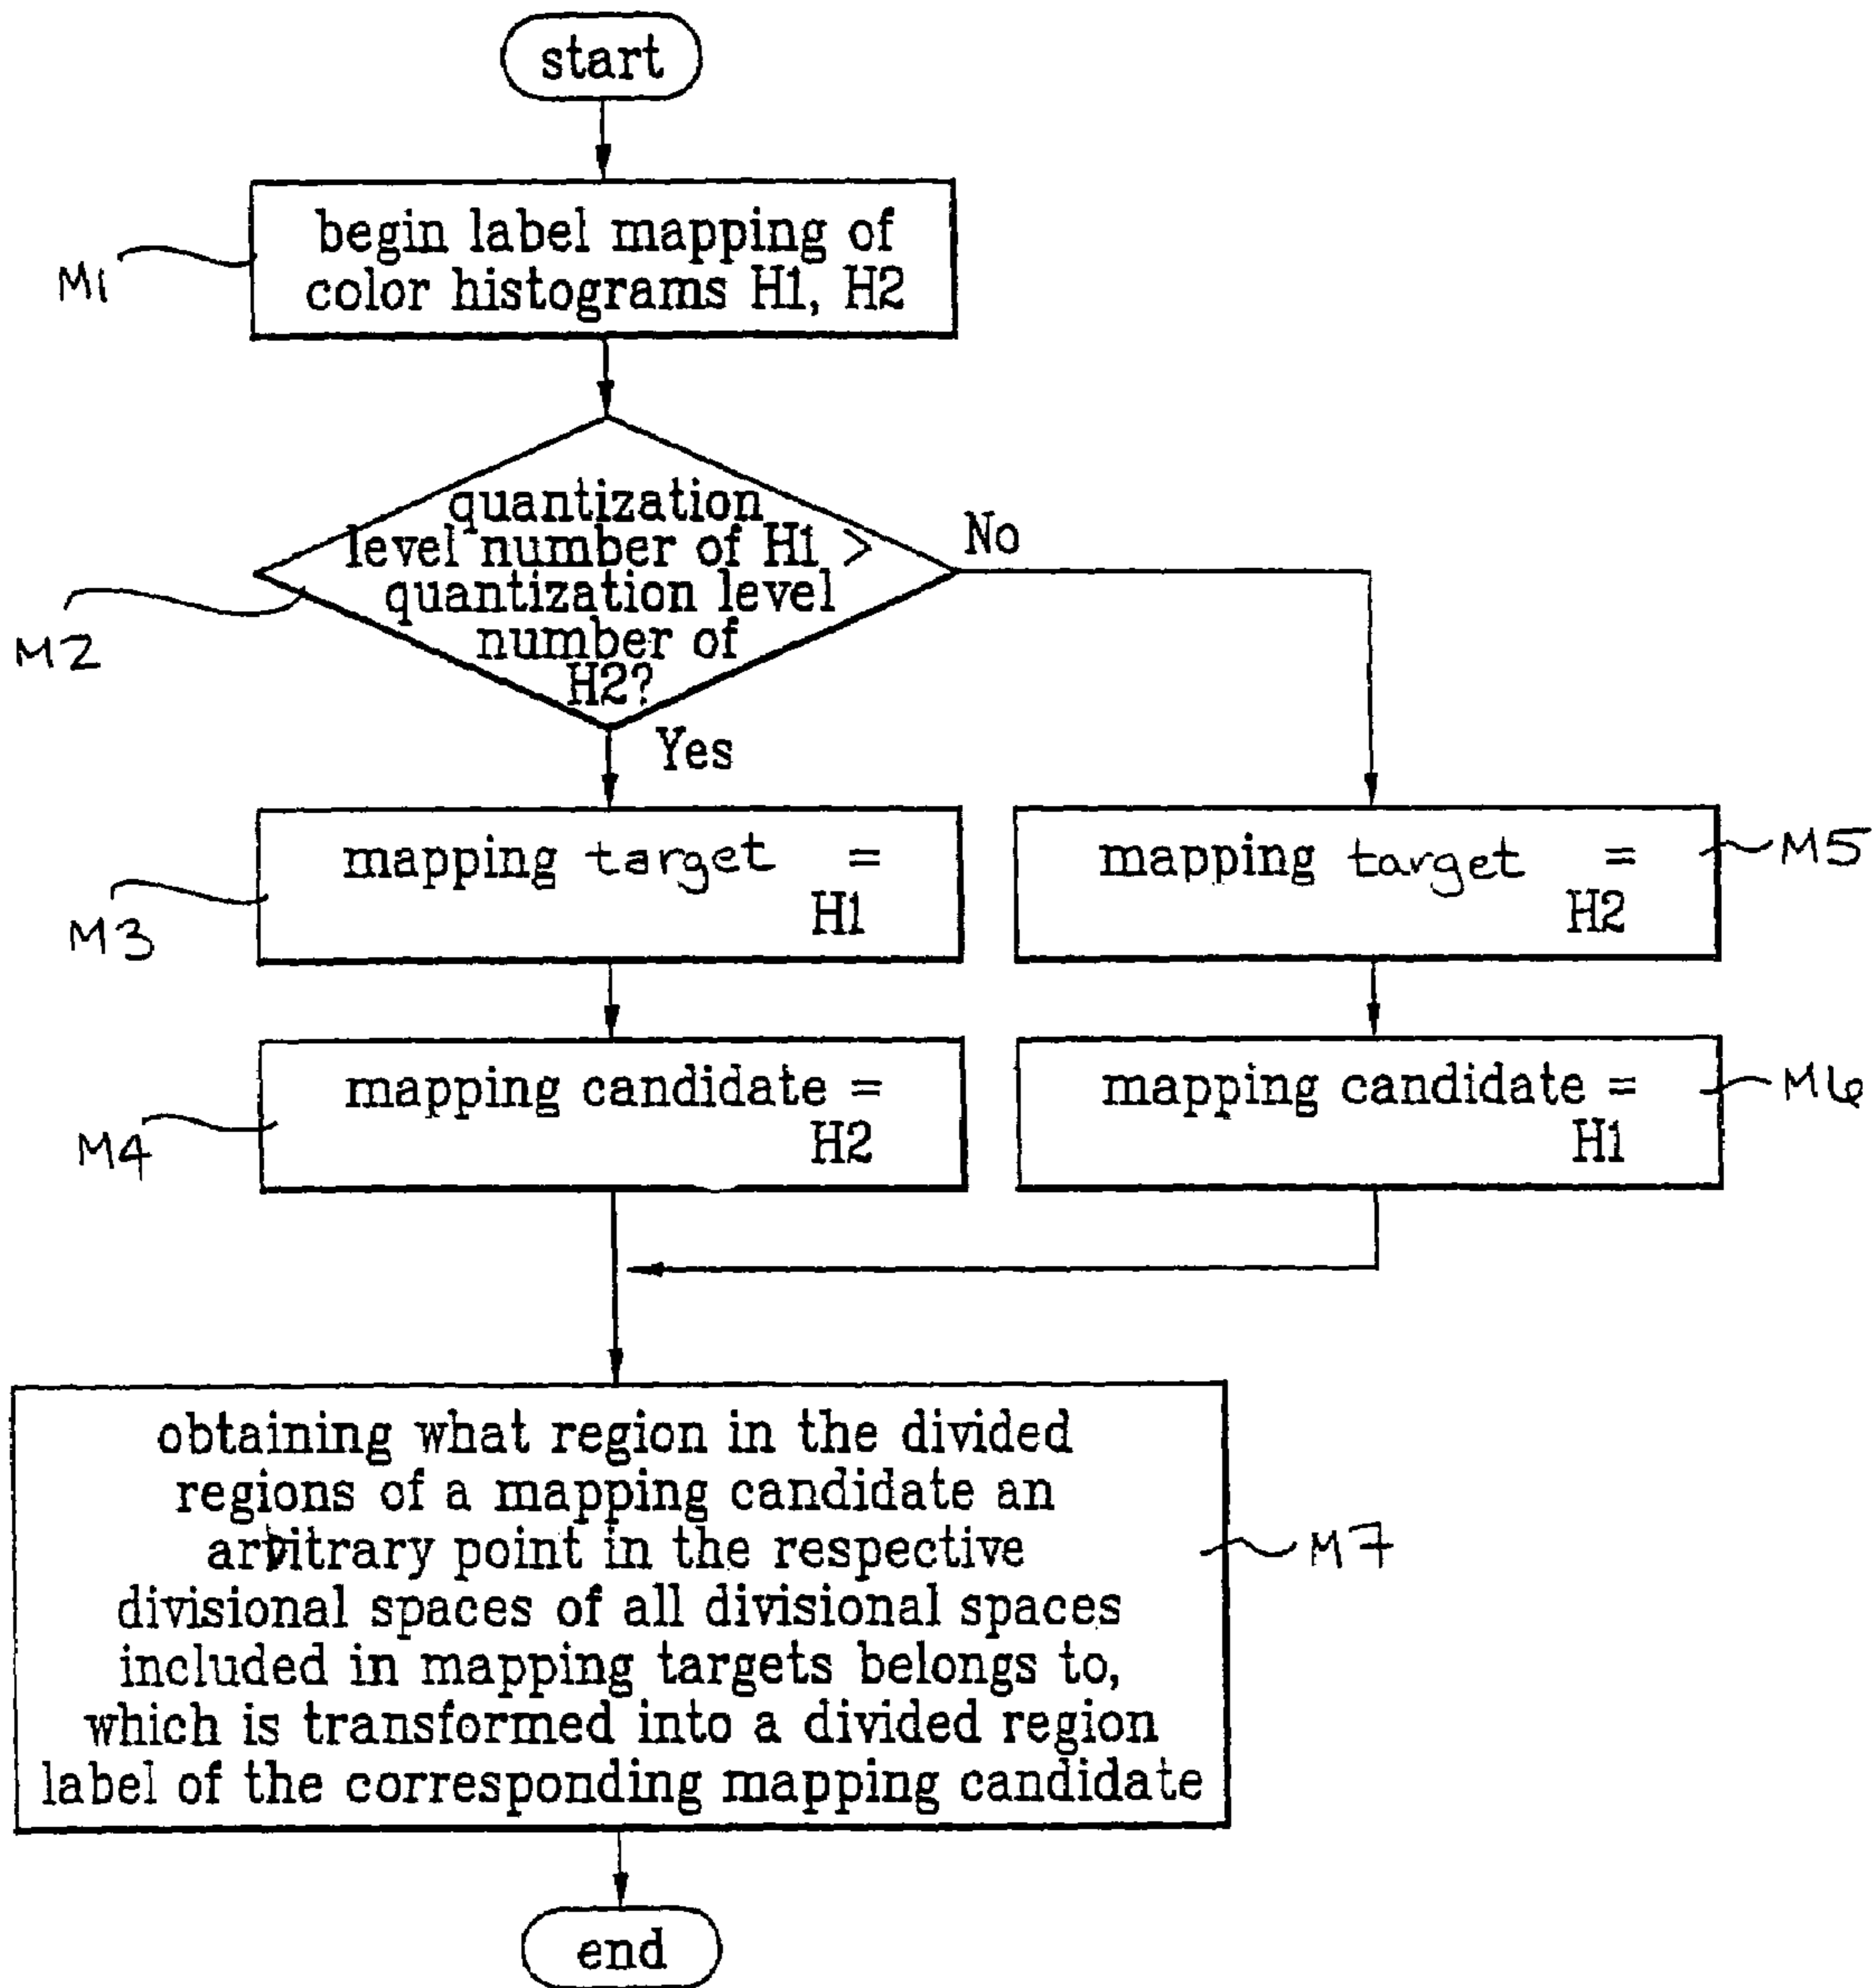 start
begin label mapping of
color histograms H1, H2
M1
quantization
level number of H1 >
quantization level
number of
H2?
No
M2
Yes
mapping target =
H1
M3
mapping target =
H2
M5
mapping candidate =
H2
M4
mapping candidate =
H1
M6
obtaining what region in the divided
regions of a mapping candidate an
arbitrary point in the respective
divisional spaces of all divisional spaces
included in mapping targets belongs to,
which is transformed into a divided region
label of the corresponding mapping candidate
M7
end